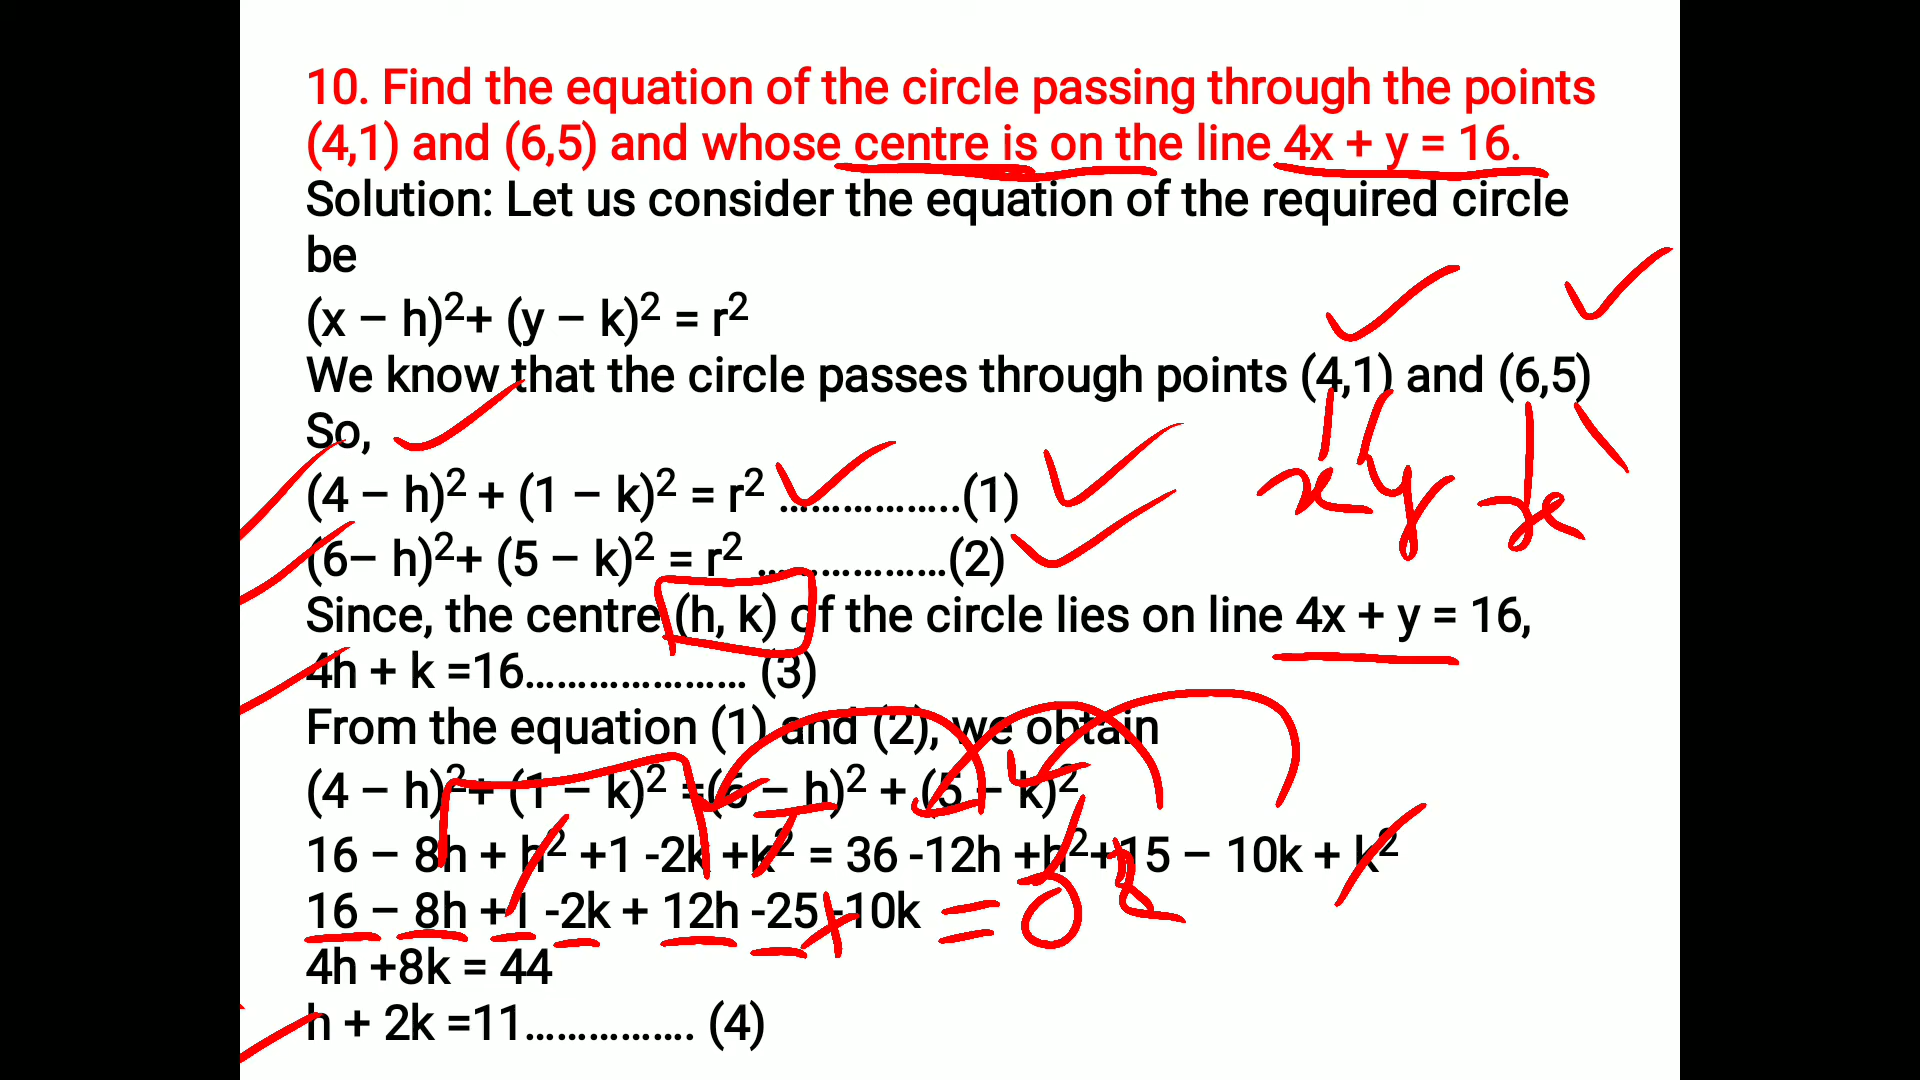 10. Find the equation of the circle passing through the points
(4,1) and (6,5) and whose centre is on the line 4x + y = 16.
Solution: Let us consider the equation of the required circle
be
(x – h)²+ (y – k)² = r²
We know that the circle passes through points (4,1) and (6,5)
So,
x y x
(4 – h)² + (1 – k)² = r² ……………..(1)
(6– h)²+ (5 – k)² = r² ………………(2)
Since, the centre (h, k) of the circle lies on line 4x + y = 16,
4h + k =16………………… (3)
From the equation (1) and (2), we obtain
(4 – h)²+ (1 – k)² =(6 – h)² + (5 – k)²
16 – 8h + h² +1 -2k +k² = 36 -12h +h²+15 – 10k + k²
16 – 8h +1 -2k + 12h -25 -10k = 0
4h +8k = 44
h + 2k =11……………. (4)